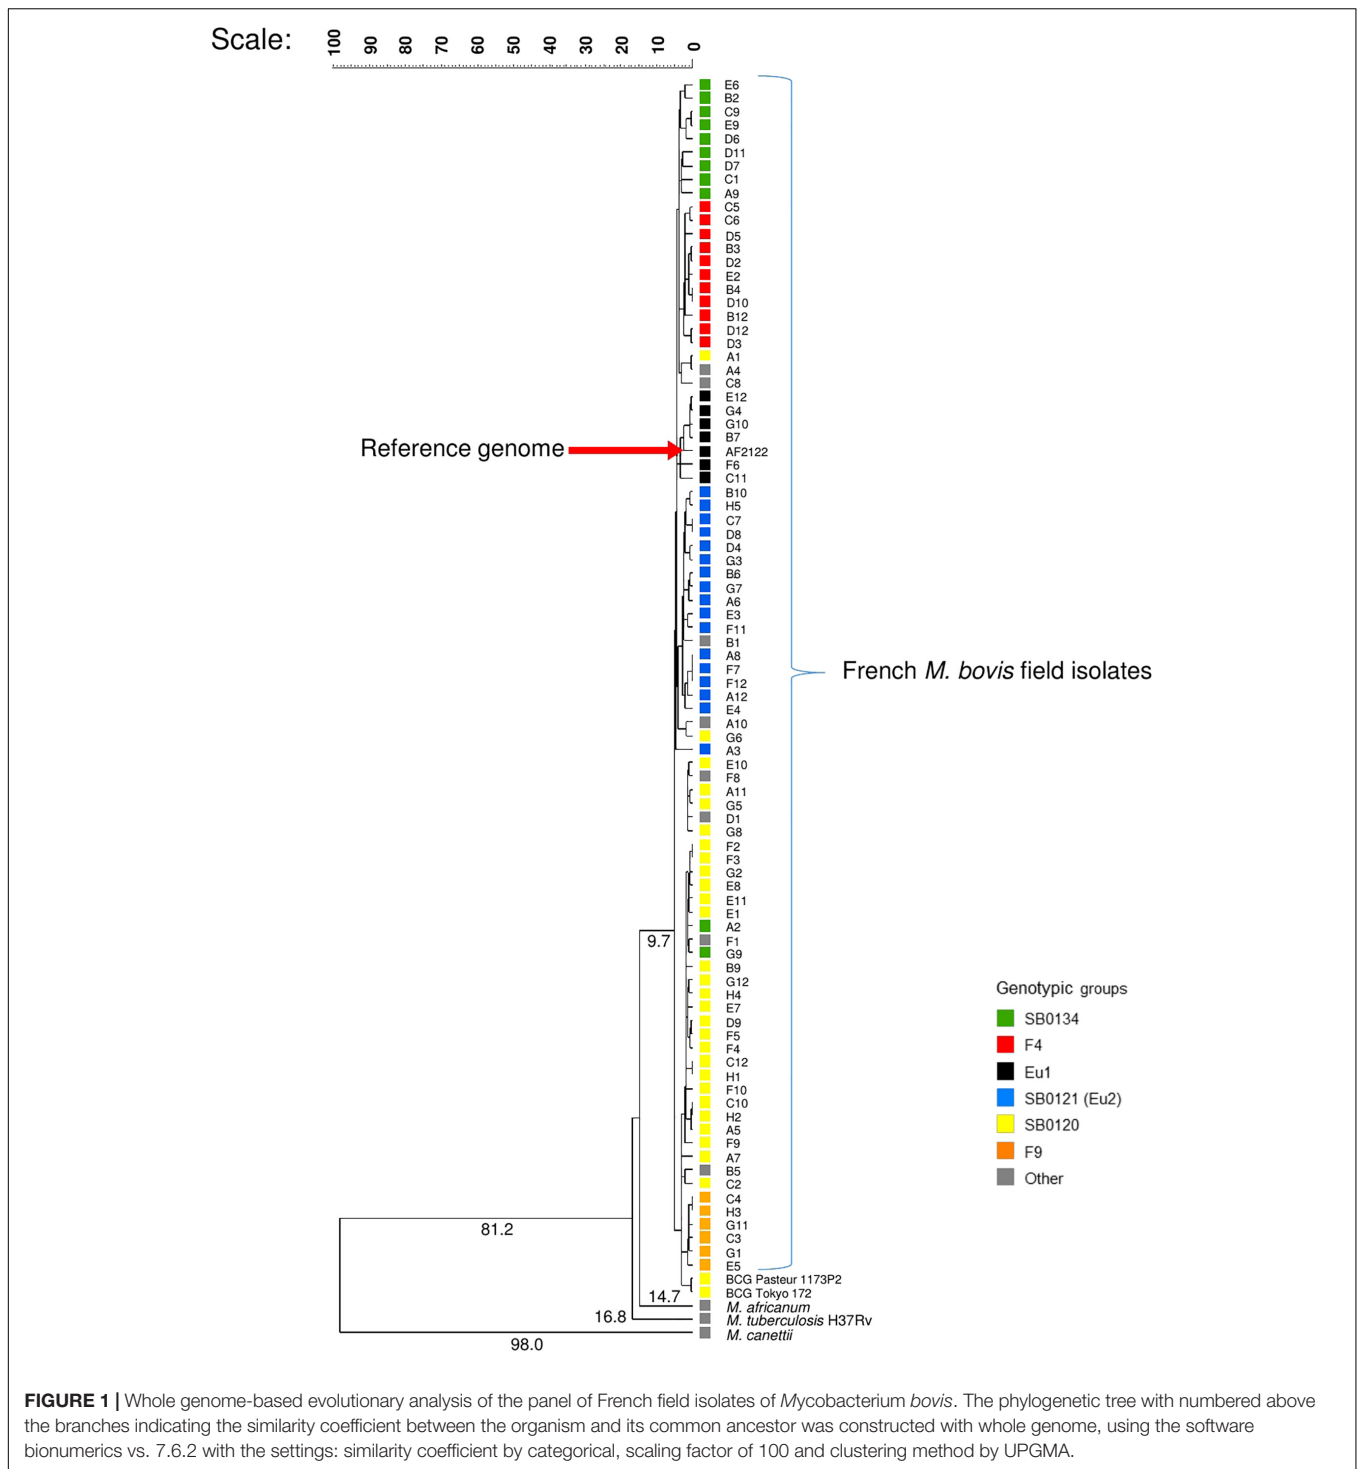 Scale:
100 90 80 70 60 50 40 30 20 10 0
E6
B2
C9
E9
D6
D11
D7
C1
A9
C5
C6
D5
B3
D2
E2
B4
D10
B12
D12
D3
A1
A4
C8
E12
G4
G10
B7
Reference genome
AF2122
F6
C11
B10
H5
C7
D8
D4
G3
B6
G7
A6
E3
F11
B1
A8
F7
French M. bovis field isolates
F12
A12
E4
A10
G6
A3
E10
F8
A11
G5
D1
G8
F2
F3
G2
E8
E11
E1
A2
9.7
F1
G9
B9
G12
H4
E7
D9
F5
F4
C12
H1
F10
C10
H2
A5
F9
A7
B5
C2
C4
H3
G11
81.2
C3
G1
E5
Genotypic groups
SB0134
F4
Eu1
SB0121 (Eu2)
SB0120
F9
Other
BCG Pasteur 1173P2
14.7 BCG Tokyo 172
M. africanum
16.8 M. tuberculosis H37Rv
M. canettii
98.0
FIGURE 1 | Whole genome-based evolutionary analysis of the panel of French field isolates of Mycobacterium bovis. The phylogenetic tree with numbered above
the branches indicating the similarity coefficient between the organism and its common ancestor was constructed with whole genome, using the software
bionumerics vs. 7.6.2 with the settings: similarity coefficient by categorical, scaling factor of 100 and clustering method by UPGMA.